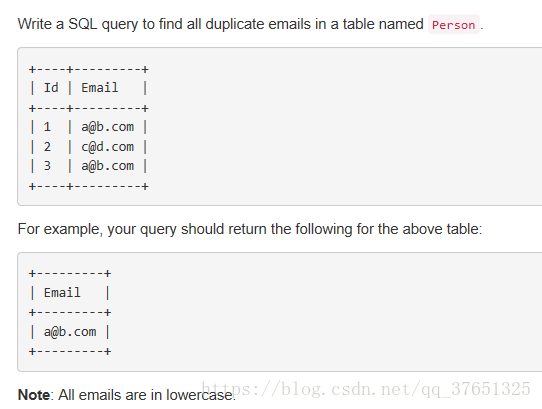 Write a SQL query to find all duplicate emails in a table named Person.
+----+---------+
| Id | Email   |
+----+---------+
| 1  | a@b.com |
| 2  | c@d.com |
| 3  | a@b.com |
+----+---------+
For example, your query should return the following for the above table:
+---------+
| Email   |
+---------+
| a@b.com |
+---------+
Note: All emails are in lowercase.
https://blog.csdn.net/qq_37651325